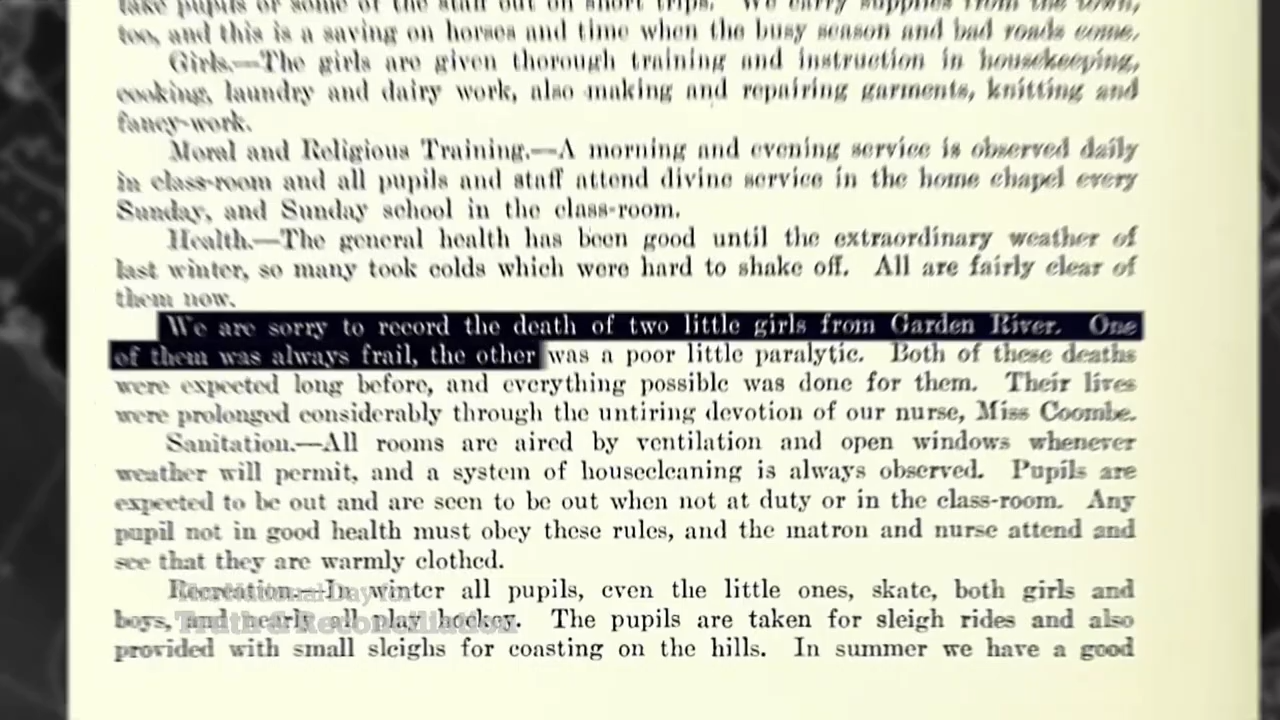 take pupils or some of the staff out on short trips. We carry supplies from the town,
too, and this is a saving on horses and time when the busy season and bad roads come.
Girls.—The girls are given thorough training and instruction in housekeeping,
cooking, laundry and dairy work, also making and repairing garments, knitting and
fancy-work.
Moral and Religious Training.—A morning and evening service is observed daily
in class-room and all pupils and staff attend divine service in the home chapel every
Sunday, and Sunday school in the class-room.
Health.—The general health has been good until the extraordinary weather of
last winter, so many took colds which were hard to shake off. All are fairly clear of
them now.
We are sorry to record the death of two little girls from Garden River. One
of them was always frail, the other was a poor little paralytic. Both of these deaths
were expected long before, and everything possible was done for them. Their lives
were prolonged considerably through the untiring devotion of our nurse, Miss Coombe.
Sanitation.—All rooms are aired by ventilation and open windows whenever
weather will permit, and a system of housecleaning is always observed. Pupils are
expected to be out and are seen to be out when not at duty or in the class-room. Any
pupil not in good health must obey these rules, and the matron and nurse attend and
see that they are warmly clothed.
Recreation.—In winter all pupils, even the little ones, skate, both girls and
boys, and nearly all play hockey. The pupils are taken for sleigh rides and also
provided with small sleighs for coasting on the hills. In summer we have a good
National Day for
Truth & Reconciliation